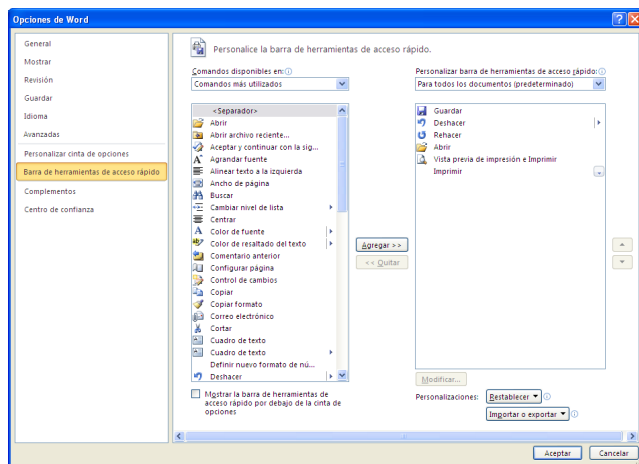 Opciones de Word
General
Mostrar
Revisión
Guardar
Idioma
Avanzadas
Personalizar cinta de opciones
Barra de herramientas de acceso rápido
Complementos
Centro de confianza
Personalice la barra de herramientas de acceso rápido.
Comandos disponibles en:
Comandos más utilizados
<Separador>
Abrir
Abrir archivo reciente...
Aceptar y continuar con la sig...
Agrandar fuente
Alinear texto a la izquierda
Ancho de página
Buscar
Cambiar nivel de lista
Centrar
Color de fuente
Color de resaltado del texto
Comentario anterior
Configurar página
Control de cambios
Copiar
Copiar formato
Correo electrónico
Cortar
Cuadro de texto
Cuadro de texto
Definir nuevo formato de nú...
Deshacer
Mostrar la barra de herramientas de
acceso rápido por debajo de la cinta de
opciones
Agregar >>
<< Quitar
Personalizar barra de herramientas de acceso rápido:
Para todos los documentos (predeterminado)
Guardar
Deshacer
Rehacer
Abrir
Vista previa de impresión e Imprimir
Imprimir
Modificar...
Personalizaciones: Restablecer
Importar o exportar
Aceptar Cancelar